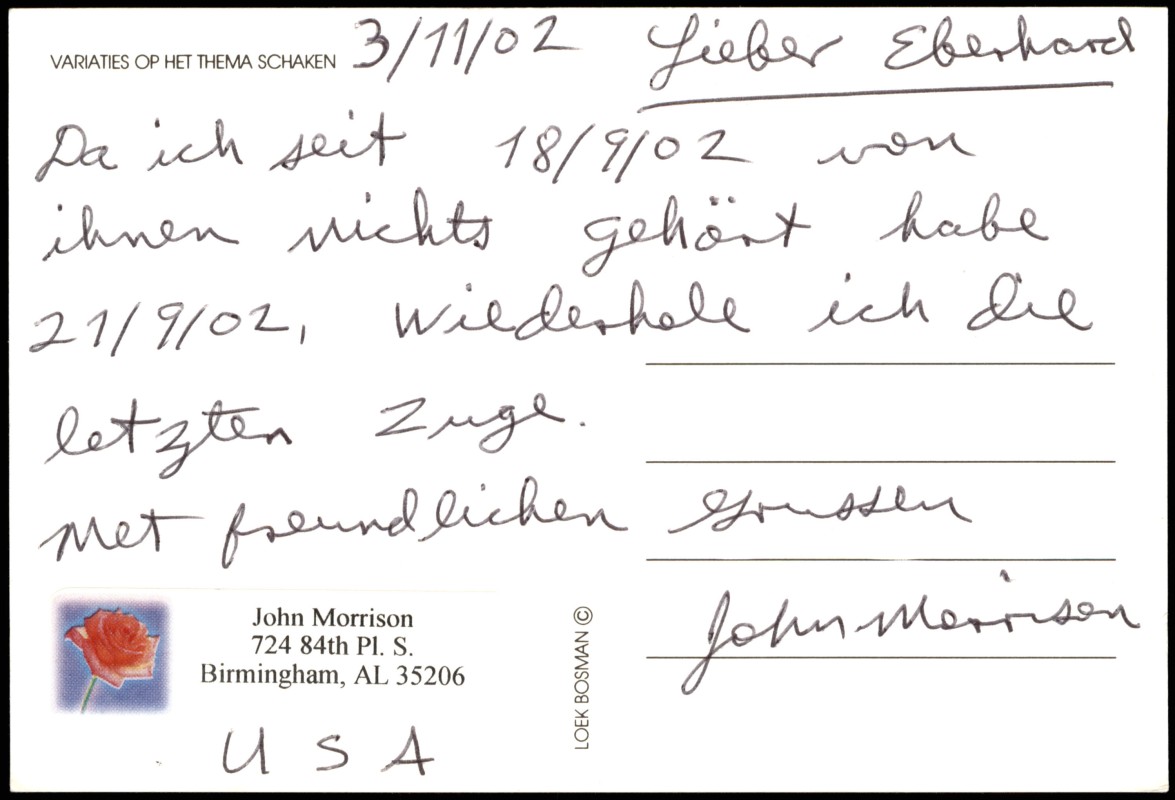 VARIATIES OP HET THEMA SCHAKEN 3/11/02 Lieber Eberhard
Da ich seit 18/9/02 von
ihnen nichts gehört habe
21/9/02, Wiederhole ich die
letzten Zuge.
Met freundlichen Grussen
John Morrison
John Morrison
724 84th Pl. S.
Birmingham, AL 35206
USA
LOEK BOSMAN ©